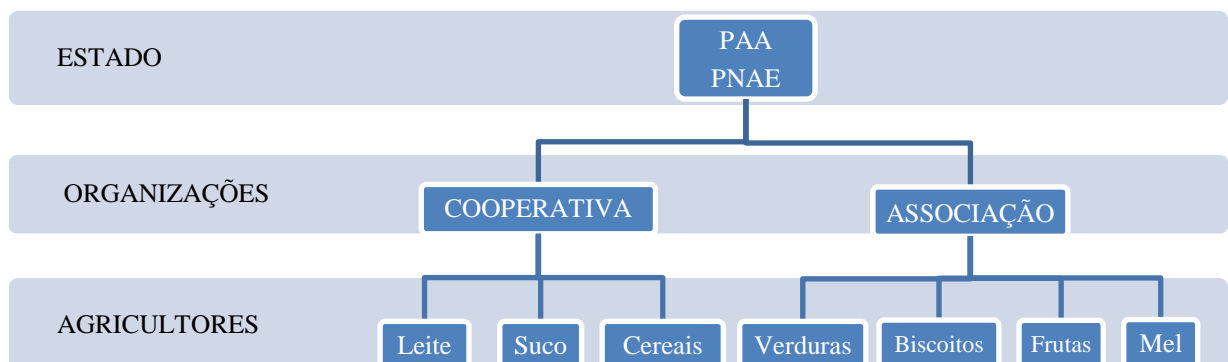 ESTADO
PAA
PNAE
ORGANIZAÇÕES
COOPERATIVA
ASSOCIAÇÃO
AGRICULTORES
Leite
Suco
Cereais
Verduras
Biscoitos
Frutas
Mel